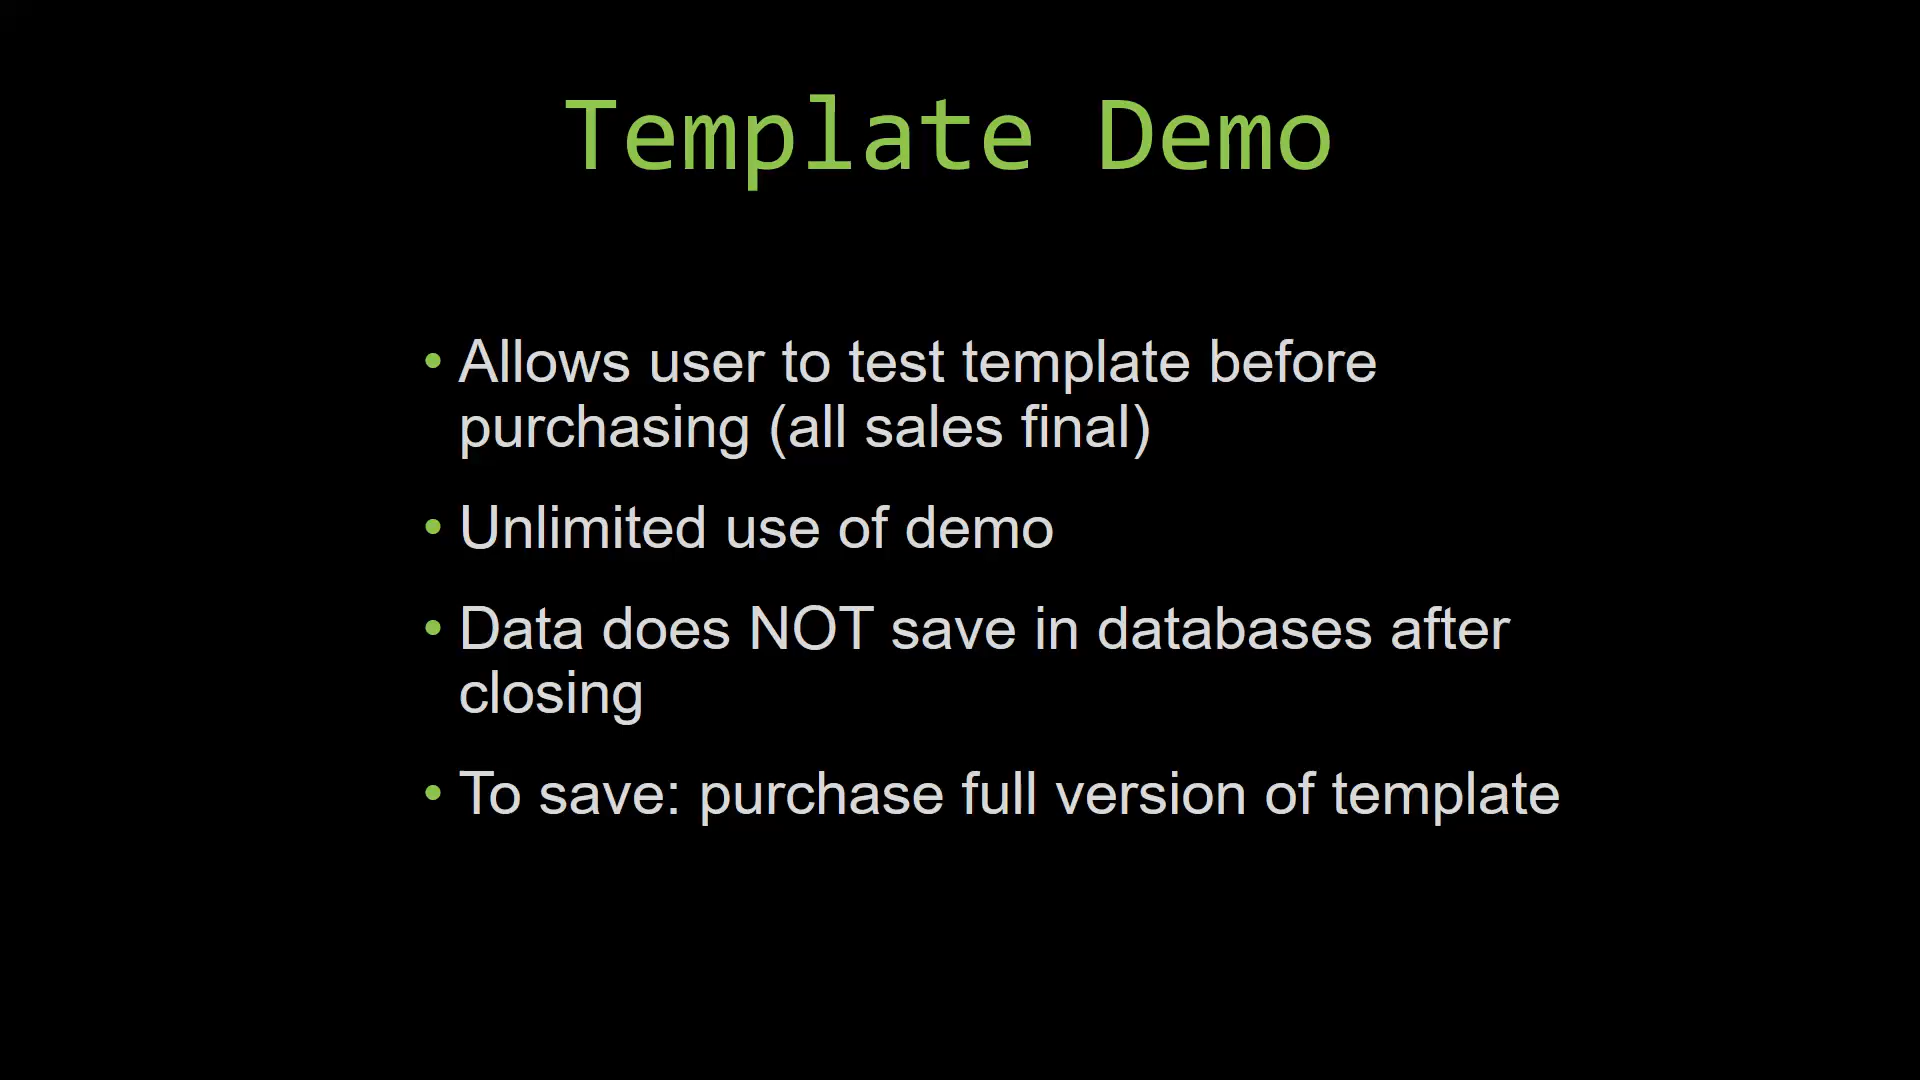 Template Demo
• Allows user to test template before
purchasing (all sales final)
• Unlimited use of demo
• Data does NOT save in databases after
closing
• To save: purchase full version of template